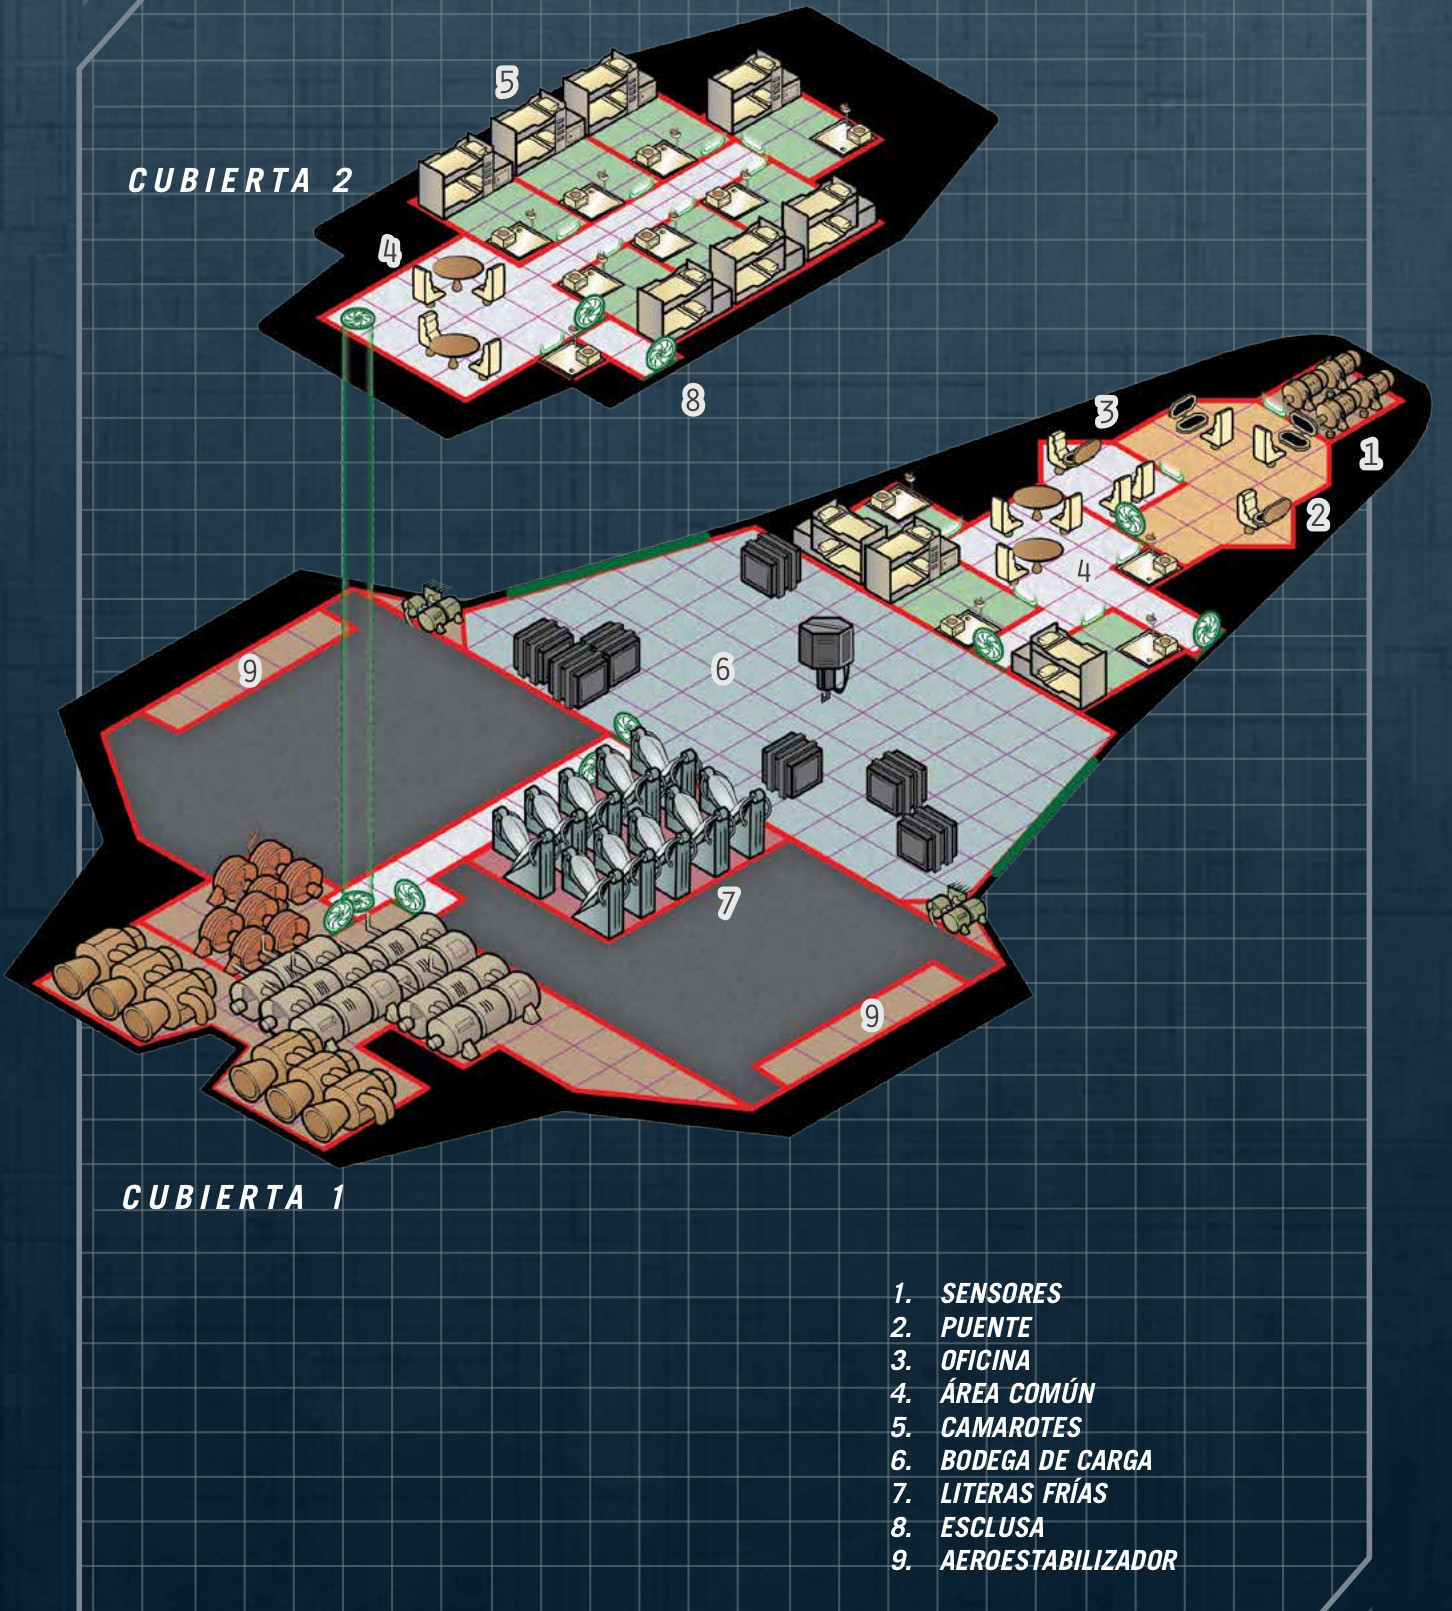 5
CUBIERTA 2
4
8
3
1
2
4
9
6
7
9
CUBIERTA 1
1. SENSORES
2. PUENTE
3. OFICINA
4. ÁREA COMÚN
5. CAMAROTES
6. BODEGA DE CARGA
7. LITERAS FRÍAS
8. ESCLUSA
9. AEROESTABILIZADOR